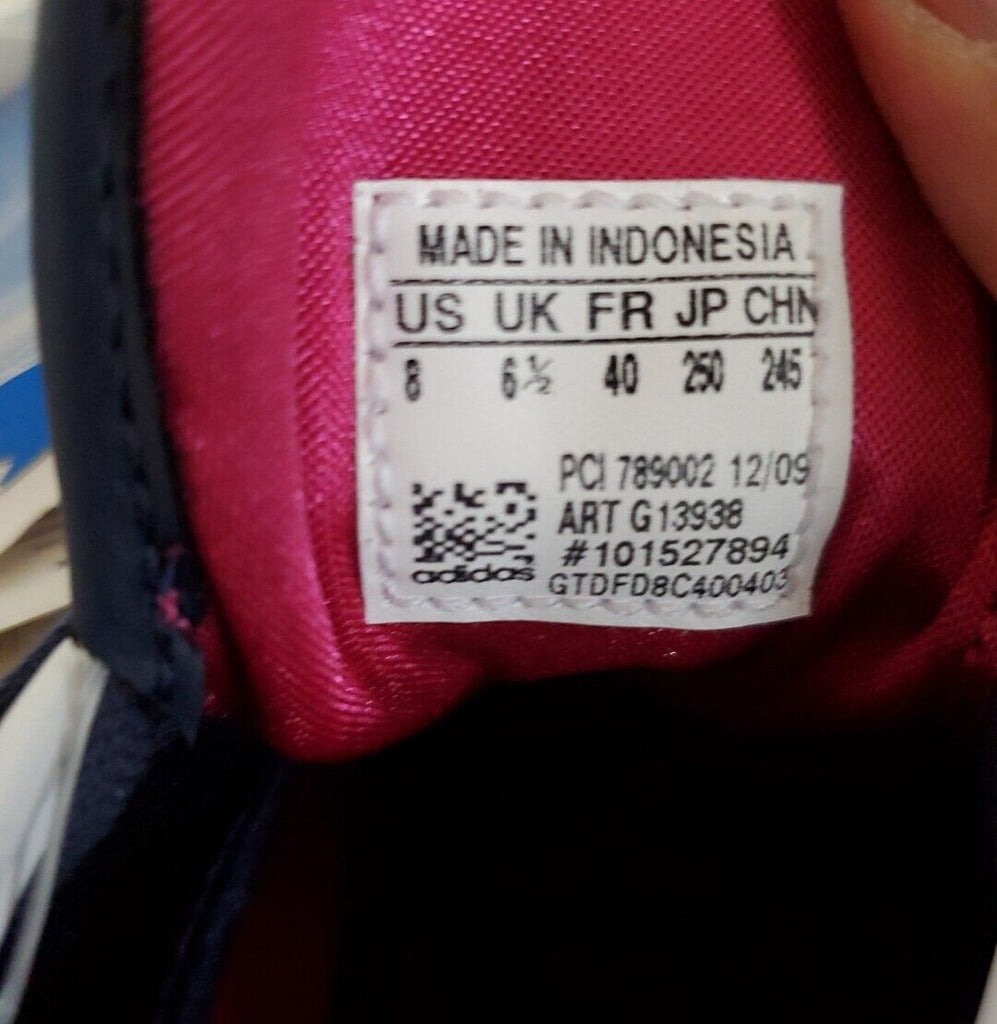 MADE IN INDONESIA
US UK FR JP CHN
8 6½ 40 250 245
PCI 789002 12/09
ART G13938
#101527894
adidas GTDFD8C400403